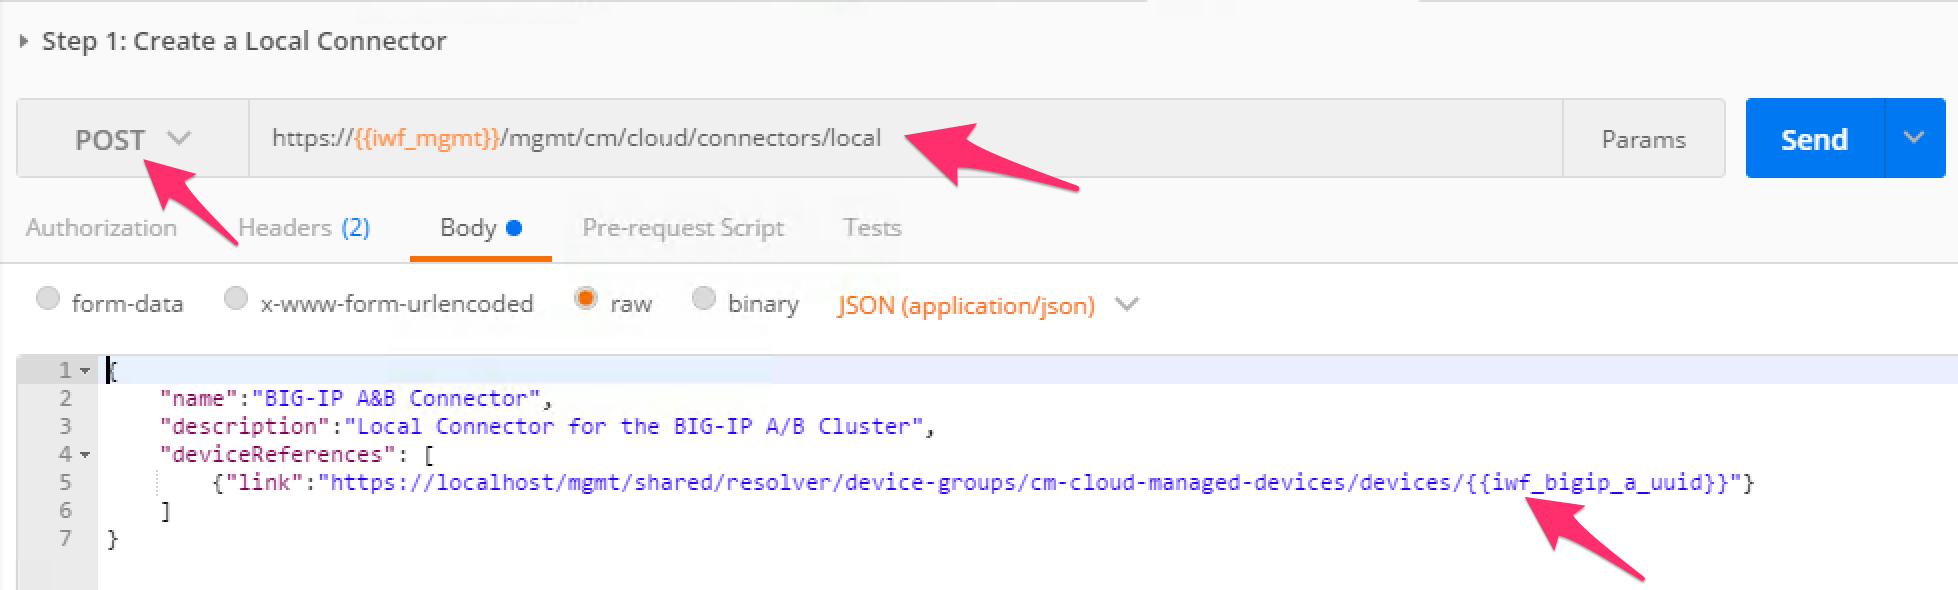 Step 1: Create a Local Connector
POST https://{{iwf_mgmt}}/mgmt/cm/cloud/connectors/local Params Send
Authorization Headers (2) Body Pre-request Script Tests
form-data x-www-form-urlencoded raw binary JSON (application/json)
1 {
2 "name":"BIG-IP A&B Connector",
3 "description":"Local Connector for the BIG-IP A/B Cluster",
4 "deviceReferences": [
5 {"link":"https://localhost/mgmt/shared/resolver/device-groups/cm-cloud-managed-devices/devices/{{iwf_bigip_a_uuid}}"}
6 ]
7 }